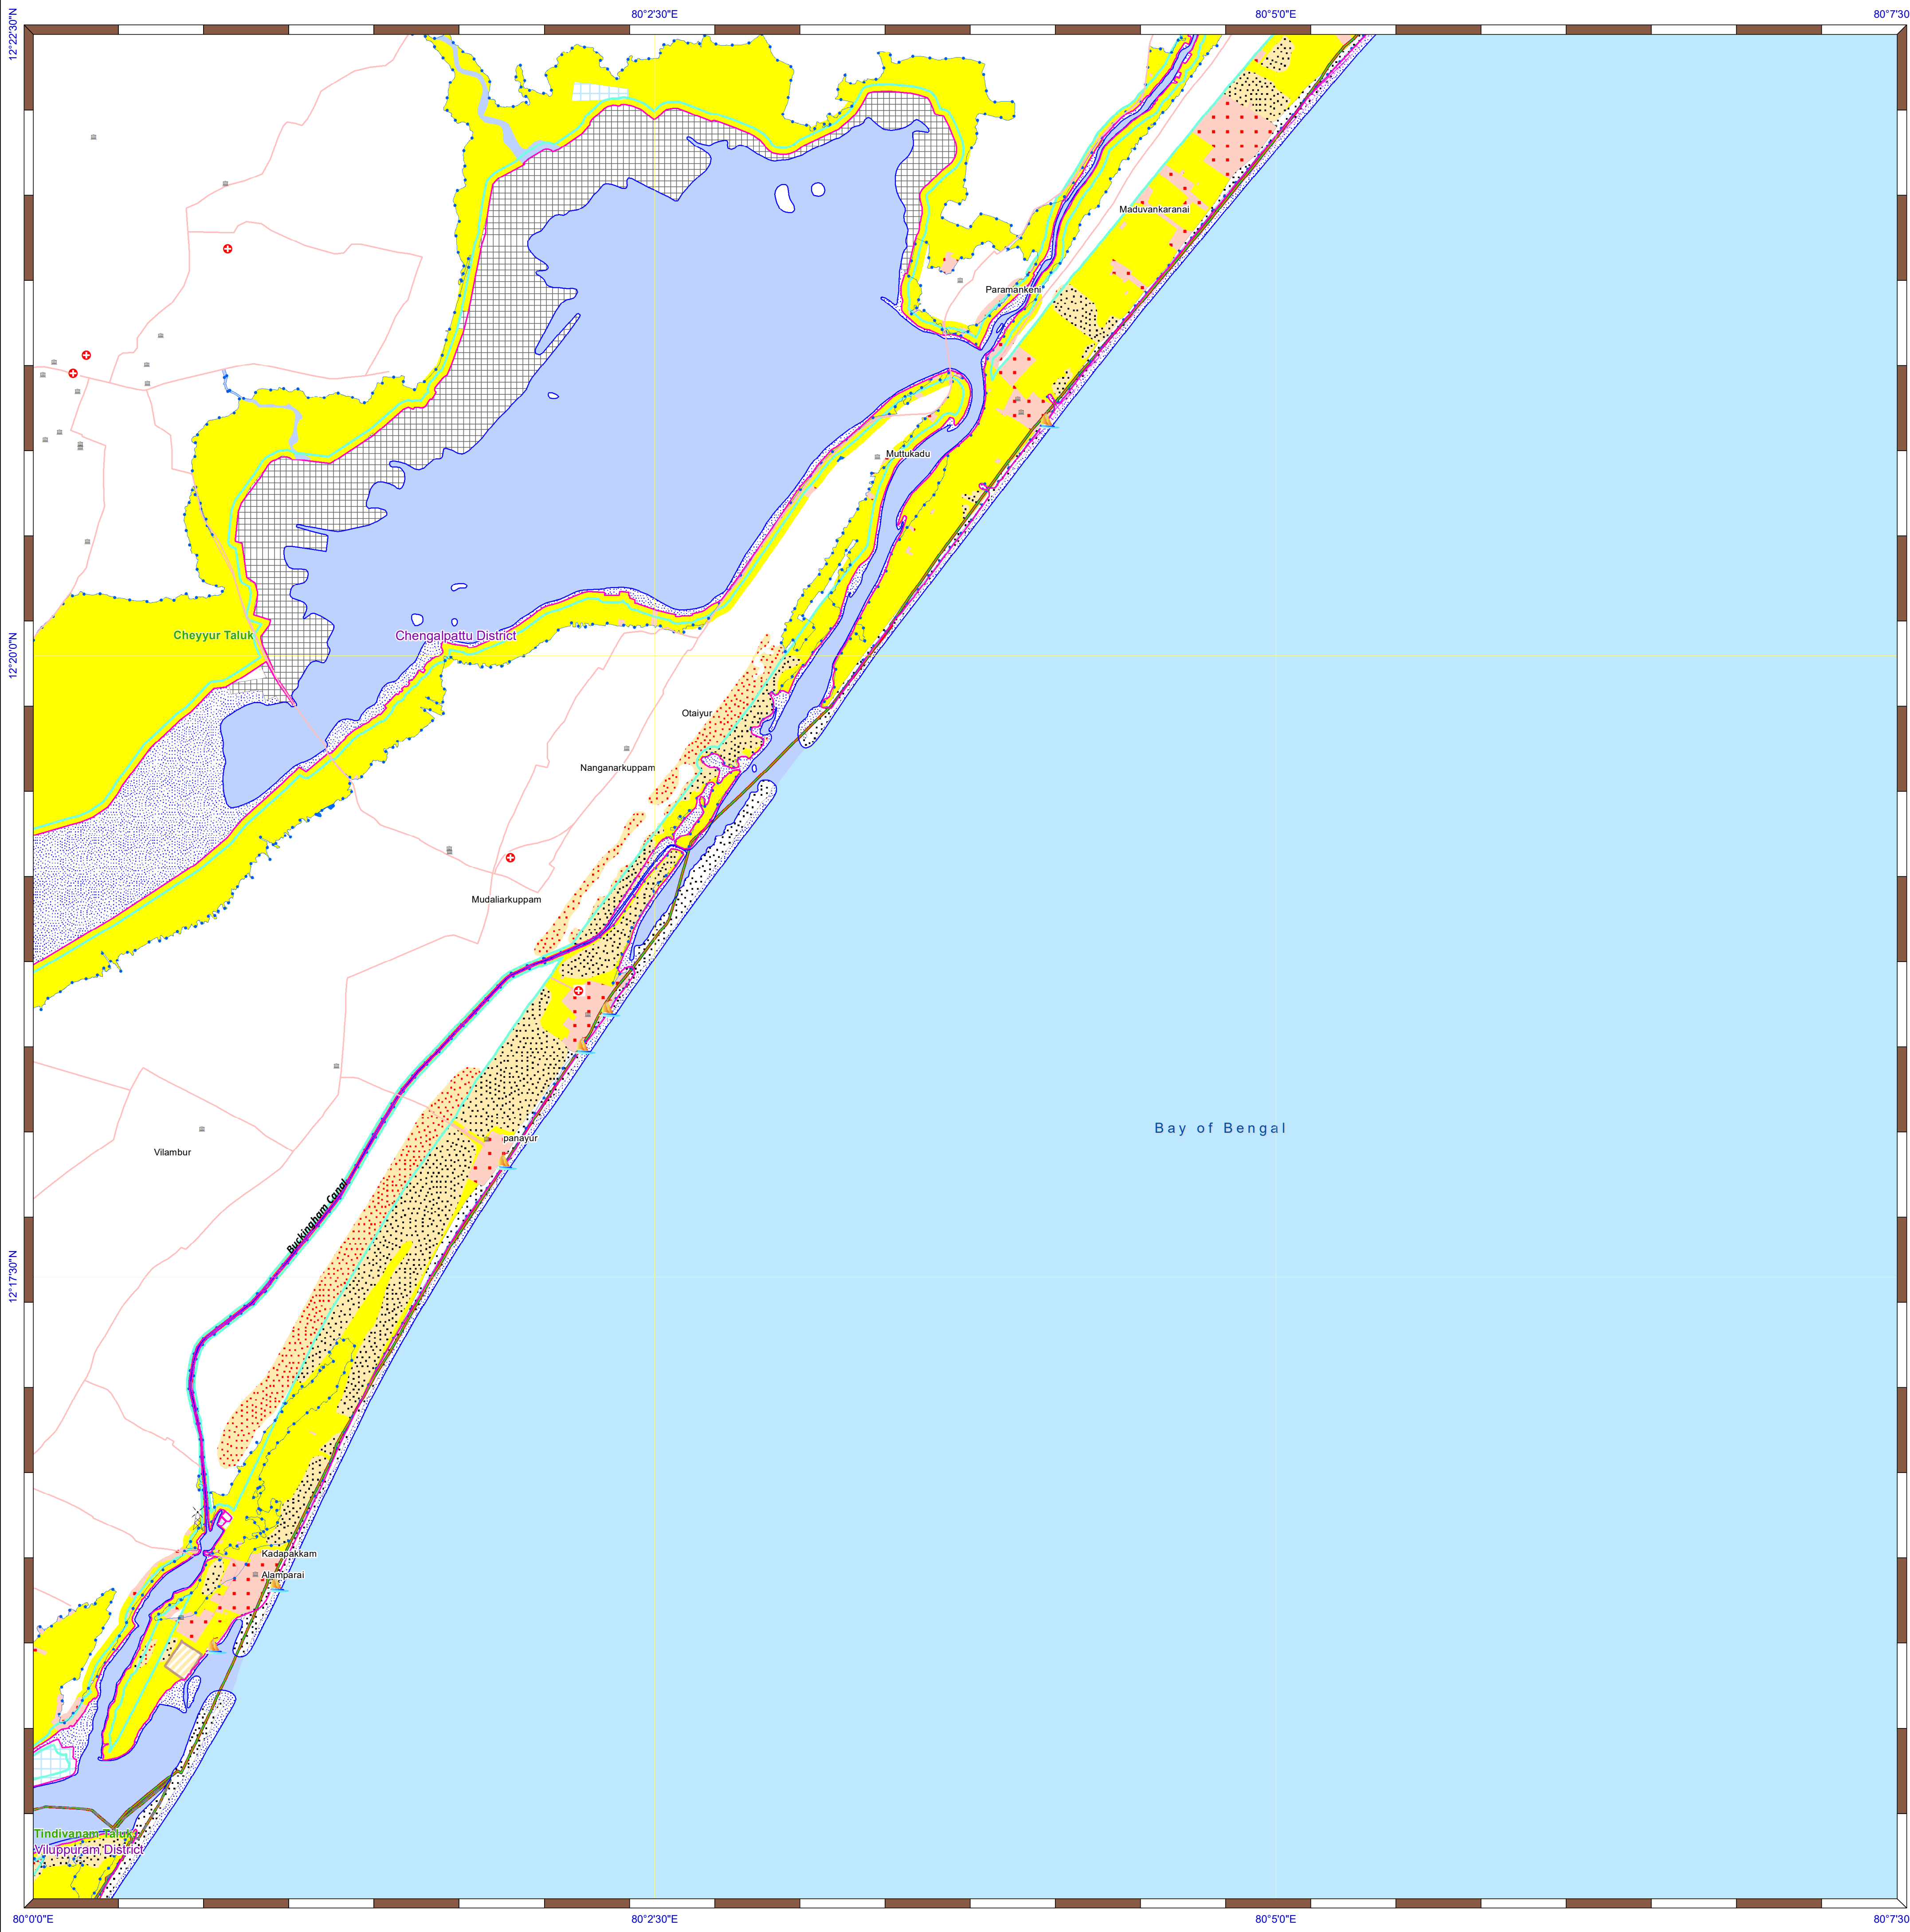 80°2'30"E
80°5'0"E
80°7'30
12°22'30"N
Maduvankaranai
Paramankeni
Muttukadu
Cheyyur Taluk
Chengalpattu District
12°20'0"N
Otaiyur
Nanganarkuppam
Mudaliarkuppam
Bay of Bengal
panayur
Vilambur
Buckingham Canal
12°17'30"N
Kadapakkam
Alamparai
Tindivanam Taluk
Viluppuram District
80°0'0"E
80°2'30"E
80°5'0"E
80°7'30